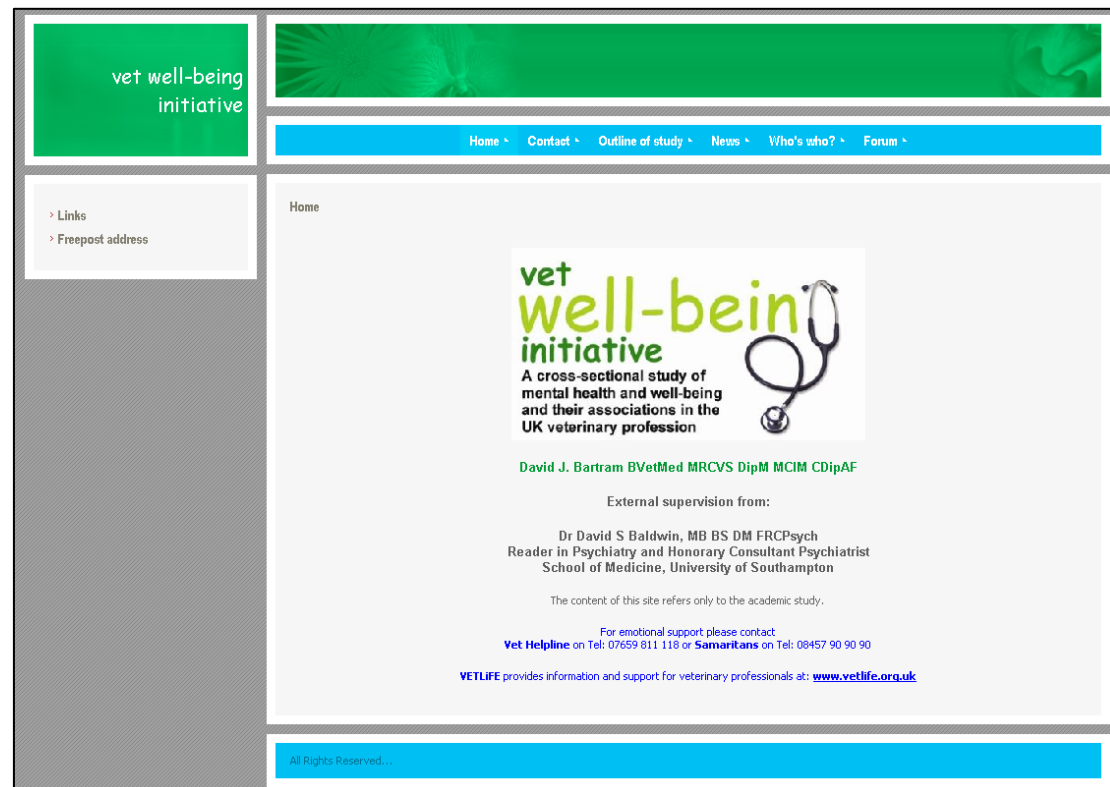 vet well-being
initiative
Home
Contact
Outline of study
News
Who's who?
Forum
Links
Freepost address
Home
vet
well-being
initiative
A cross-sectional study of
mental health and well-being
and their associations in the
UK veterinary profession
David J. Bartram BVetMed MRCVS DipM MCIM CDipAF
External supervision from:
Dr David S Baldwin, MB BS DM FRCPsych
Reader in Psychiatry and Honorary Consultant Psychiatrist
School of Medicine, University of Southampton
The content of this site refers only to the academic study.
For emotional support please contact
Vet Helpline on Tel: 07659 811 118 or Samaritans on Tel: 08457 90 90 90
VETLiFE provides information and support for veterinary professionals at: www.vetlife.org.uk
All Rights Reserved...